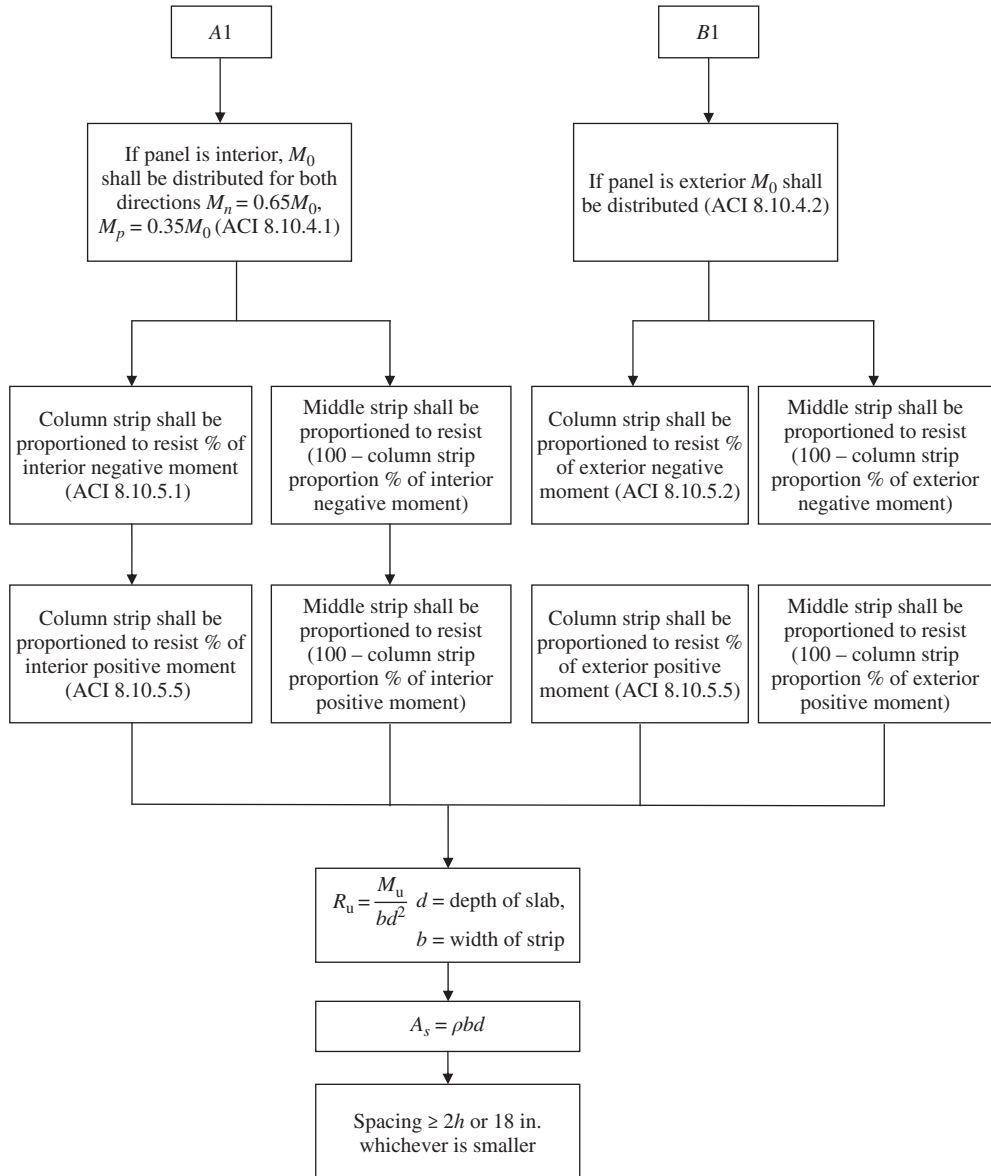 A1
B1
If panel is interior, M₀
shall be distributed for both
directions Mₙ = 0.65M₀,
Mₚ = 0.35M₀ (ACI 8.10.4.1)
If panel is exterior M₀ shall
be distributed (ACI 8.10.4.2)
Column strip shall be
proportioned to resist % of
interior negative moment
(ACI 8.10.5.1)
Middle strip shall be
proportioned to resist
(100 – column strip
proportion % of interior
negative moment)
Column strip shall be
proportioned to resist %
of exterior negative
moment (ACI 8.10.5.2)
Middle strip shall be
proportioned to resist
(100 – column strip
proportion % of exterior
negative moment)
Column strip shall be
proportioned to resist % of
interior positive moment
(ACI 8.10.5.5)
Middle strip shall be
proportioned to resist
(100 – column strip
proportion % of interior
positive moment)
Column strip shall be
proportioned to resist %
of exterior positive
moment (ACI 8.10.5.5)
Middle strip shall be
proportioned to resist
(100 – column strip
proportion % of exterior
positive moment)
Rᵤ = Mᵤ/bd² d = depth of slab,
b = width of strip
Aₛ = ρbd
Spacing ≥ 2h or 18 in.
whichever is smaller